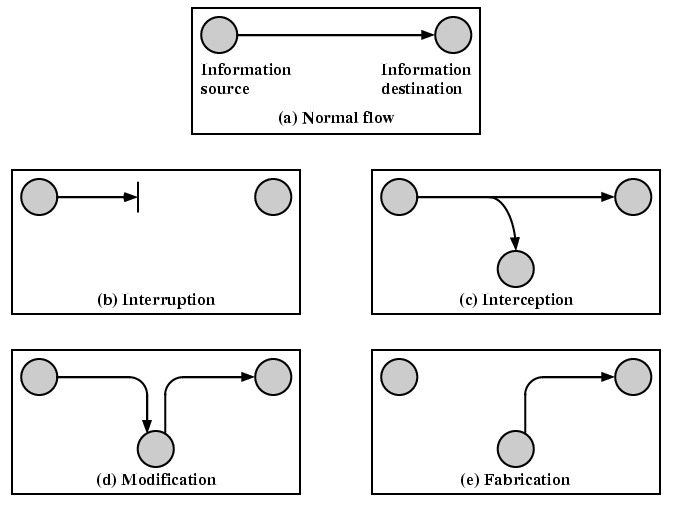 Information
source
Information
destination
(a) Normal flow
(b) Interruption
(c) Interception
(d) Modification
(e) Fabrication